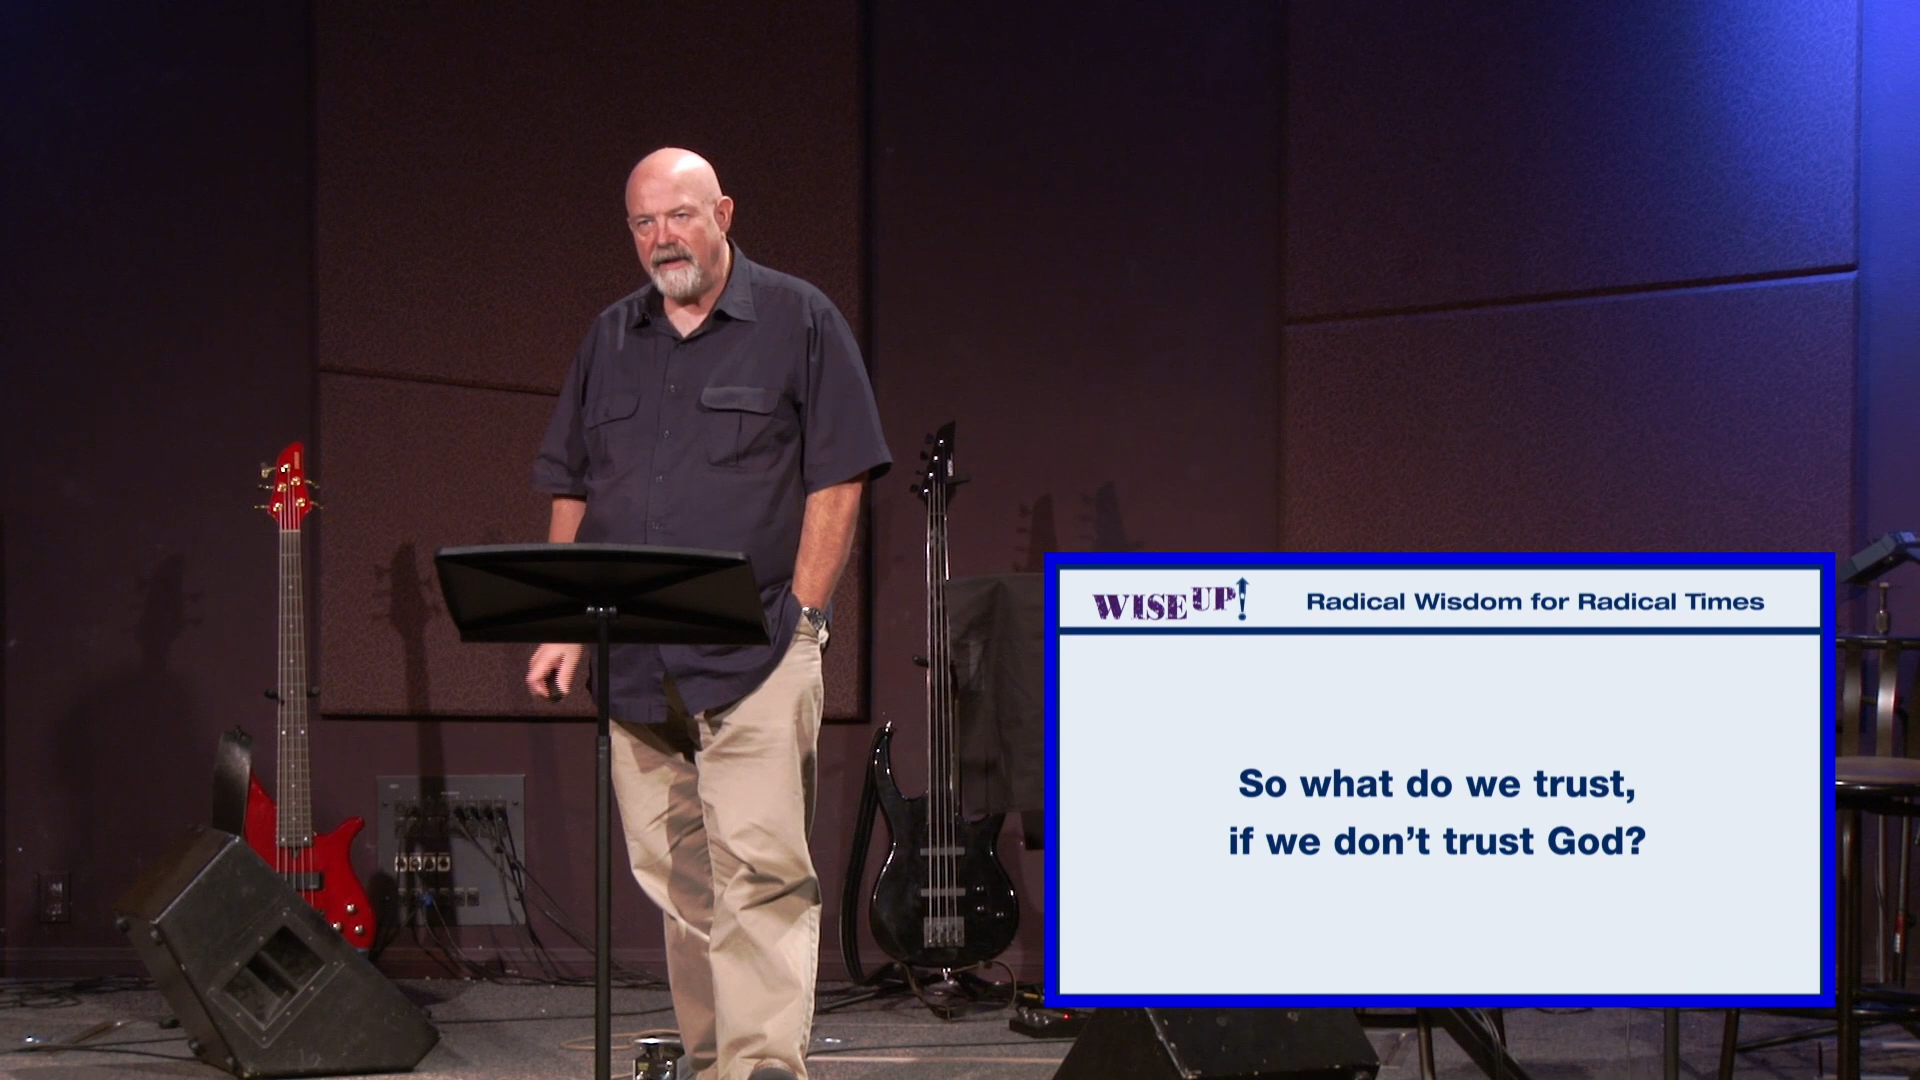 WISE UP!
Radical Wisdom for Radical Times
So what do we trust,
if we don’t trust God?